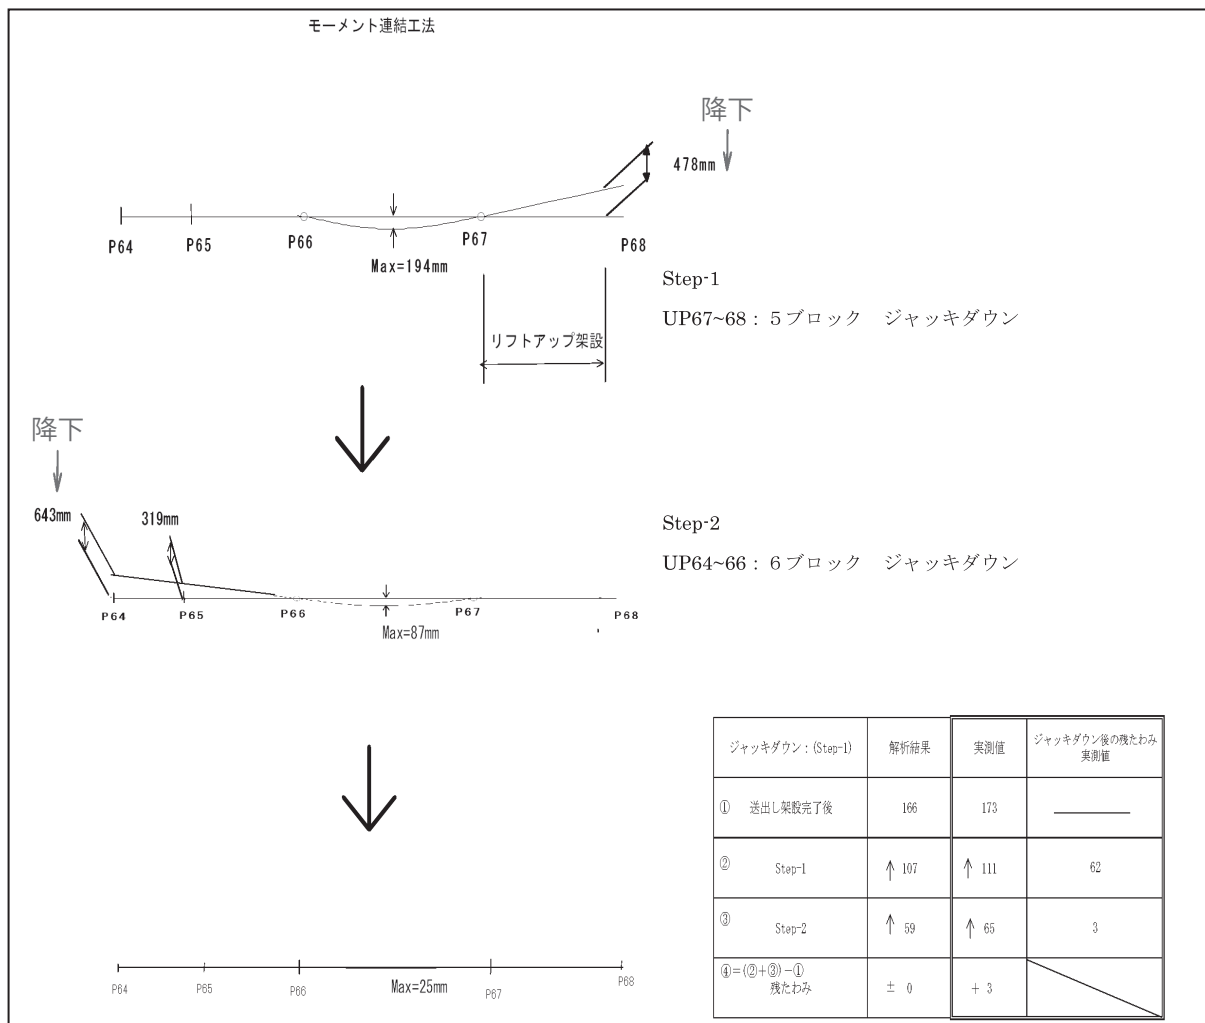 モーメント連結工法
降下
478mm
P64
P65
P66
P67
P68
Max=194mm
Step-1
UP67~68：5ブロック　ジャッキダウン
リフトアップ架設
降下
643mm
319mm
Step-2
UP64~66：6ブロック　ジャッキダウン
P64
P65
P66
P67
P68
Max=87mm
ジャッキダウン：(Step-1)
解析結果
実測値
ジャッキダウン後の残たわみ
実測値
① 送出し架設完了後
166
173
② Step-1
↑ 107
↑ 111
62
③ Step-2
↑ 59
↑ 65
3
④=(②+③)-①
残たわみ
± 0
+ 3
P64
P65
P66
Max=25mm
P67
P68